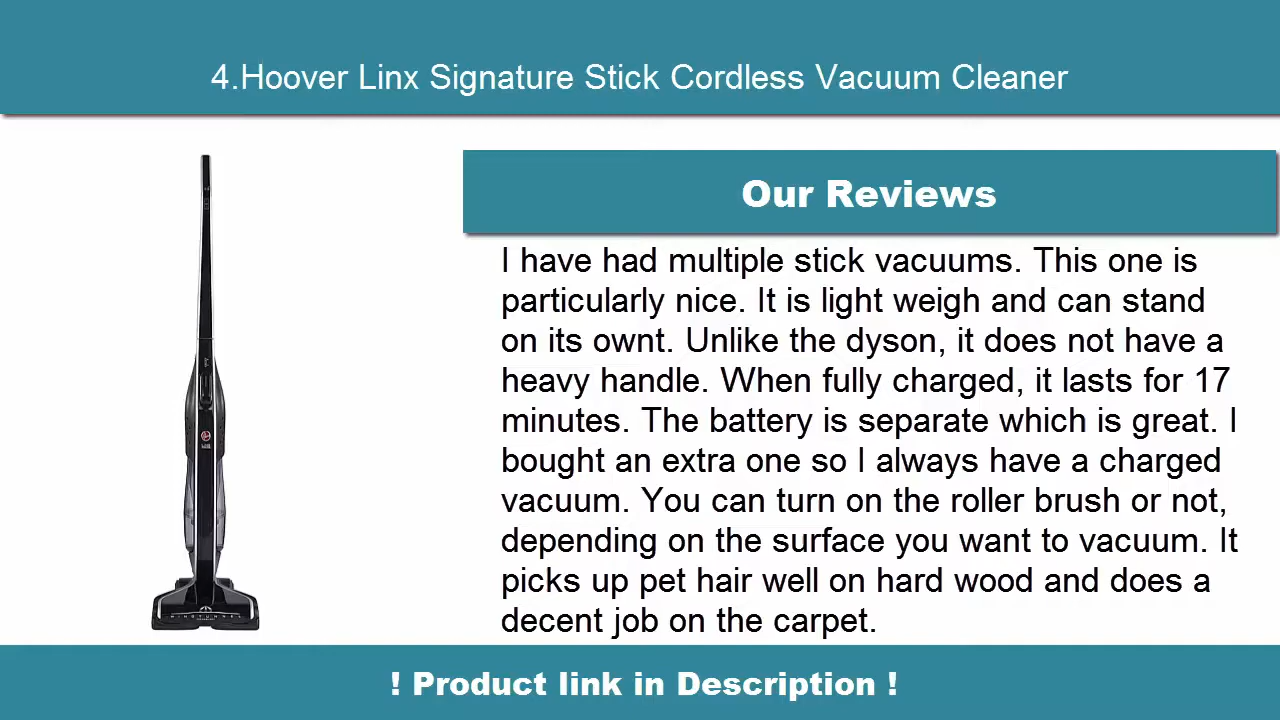 4.Hoover Linx Signature Stick Cordless Vacuum Cleaner
Our Reviews
I have had multiple stick vacuums. This one is
particularly nice. It is light weigh and can stand
on its ownt. Unlike the dyson, it does not have a
heavy handle. When fully charged, it lasts for 17
minutes. The battery is separate which is great. I
bought an extra one so I always have a charged
vacuum. You can turn on the roller brush or not,
depending on the surface you want to vacuum. It
picks up pet hair well on hard wood and does a
decent job on the carpet.
WINDTUNNEL
! Product link in Description !